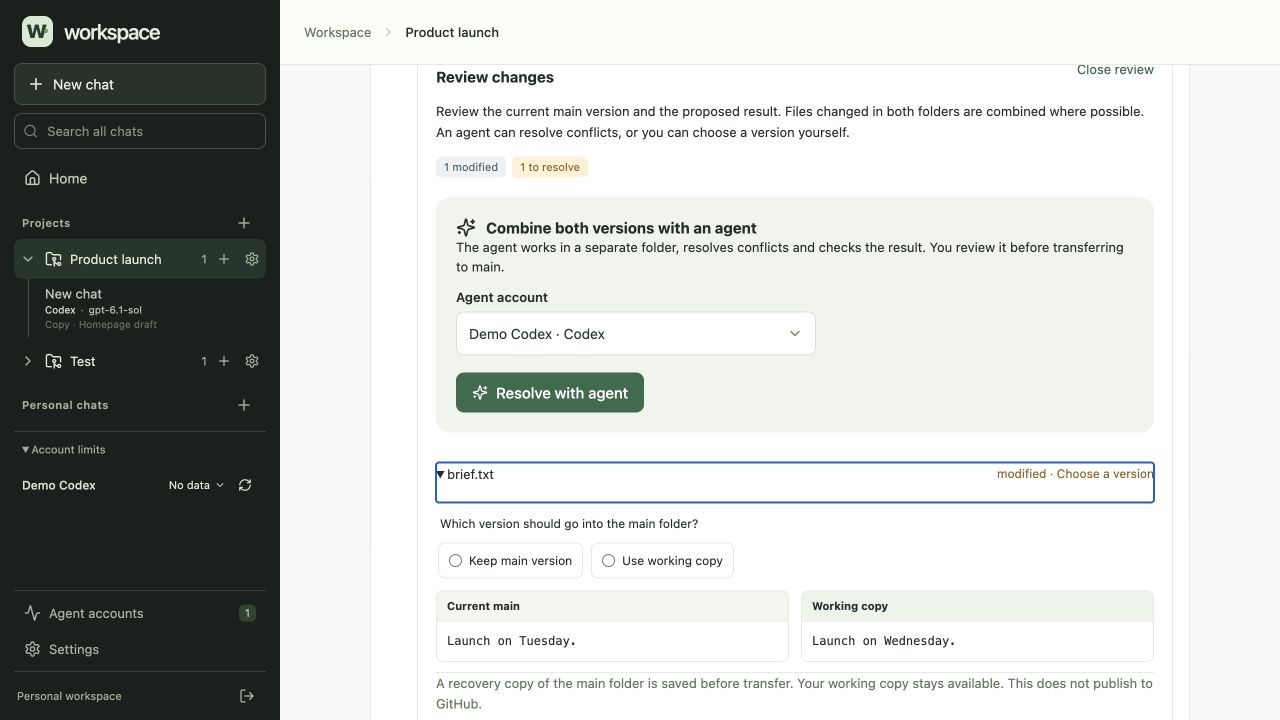 W workspace
New chat
Search all chats
Home
Projects
Product launch 1
New chat
Codex · gpt-6.1-sol
Copy · Homepage draft
Test 1
Personal chats
Account limits
Demo Codex No data
Agent accounts 1
Settings
Personal workspace
Workspace Product launch
Review changes Close review
Review the current main version and the proposed result. Files changed in both folders are combined where possible.
An agent can resolve conflicts, or you can choose a version yourself.
1 modified 1 to resolve
Combine both versions with an agent
The agent works in a separate folder, resolves conflicts and checks the result. You review it before transferring
to main.
Agent account
Demo Codex · Codex
Resolve with agent
brief.txt modified · Choose a version
Which version should go into the main folder?
Keep main version Use working copy
Current main Working copy
Launch on Tuesday. Launch on Wednesday.
A recovery copy of the main folder is saved before transfer. Your working copy stays available. This does not publish to
GitHub.